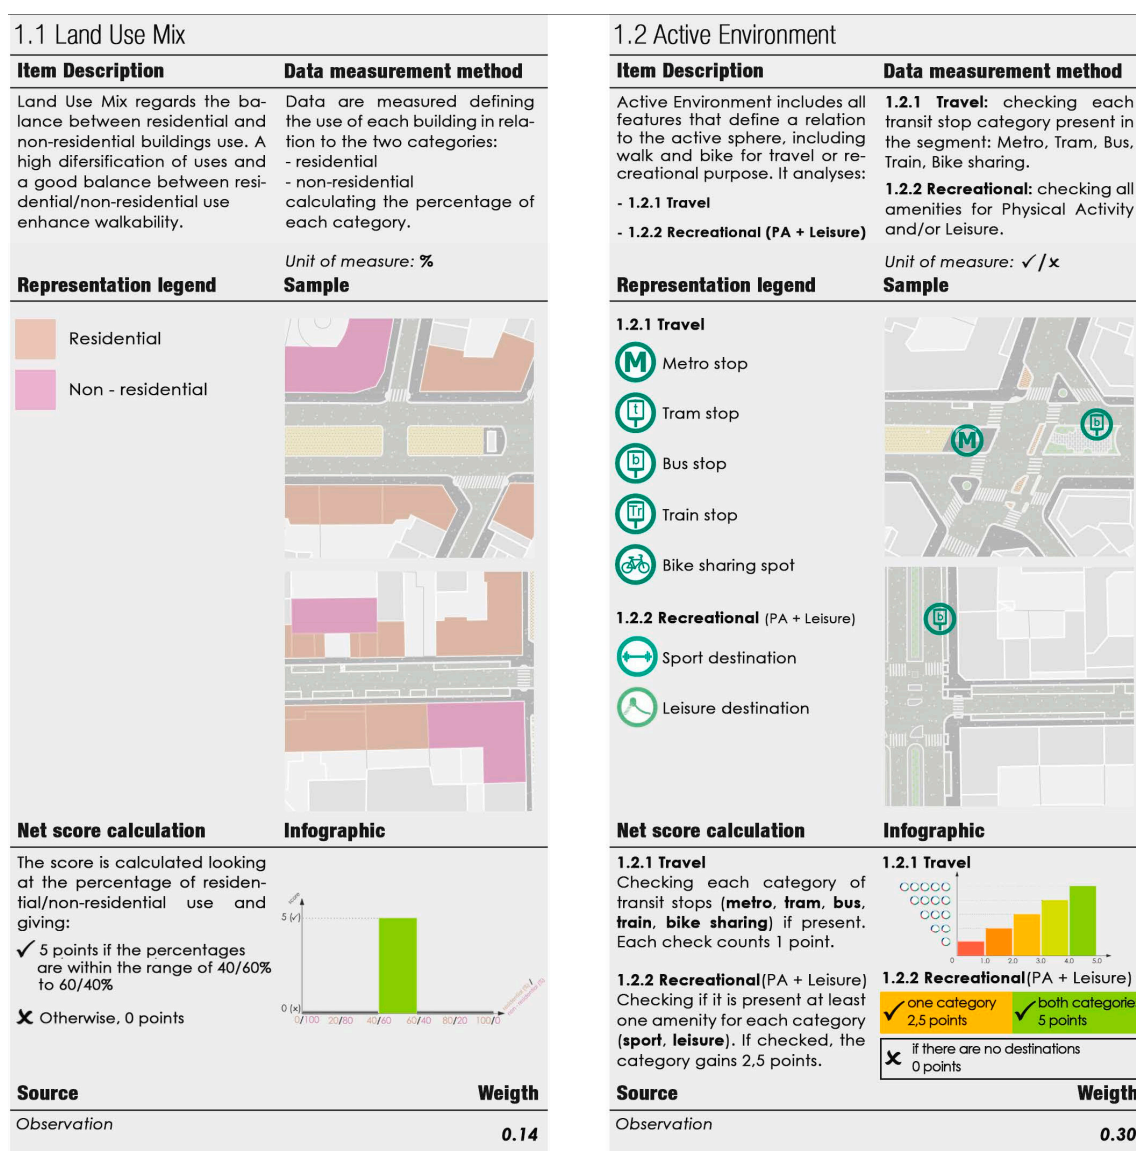 1.1 Land Use Mix
Item Description
Data measurement method
Land Use Mix regards the ba-
lance between residential and
non-residential buildings use. A
high difersification of uses and
a good balance between resi-
dential/non-residential use
enhance walkability.
Data are measured defining
the use of each building in rela-
tion to the two categories:
- residential
- non-residential
calculating the percentage of
each category.
Unit of measure: %
Representation legend
Sample
Residential
Non - residential
Net score calculation
Infographic
The score is calculated looking
at the percentage of residen-
tial/non-residential use and
giving:
✓ 5 points if the percentages
are within the range of 40/60%
to 60/40%
✗ Otherwise, 0 points
score
5 (✓)
0 (x)
0/100 20/80 40/60 60/40 80/20 100/0
Source
Weigth
Observation
0.14
1.2 Active Environment
Item Description
Data measurement method
Active Environment includes all
features that define a relation
to the active sphere, including
walk and bike for travel or re-
creational purpose. It analyses:
- 1.2.1 Travel
- 1.2.2 Recreational (PA + Leisure)
1.2.1 Travel: checking each
transit stop category present in
the segment: Metro, Tram, Bus,
Train, Bike sharing.
1.2.2 Recreational: checking all
amenities for Physical Activity
and/or Leisure.
Unit of measure: ✓/x
Representation legend
Sample
1.2.1 Travel
M Metro stop
t Tram stop
b Bus stop
Tr Train stop
Bike sharing spot
1.2.2 Recreational (PA + Leisure)
Sport destination
Leisure destination
M
b
b
Net score calculation
Infographic
1.2.1 Travel
Checking each category of
transit stops (metro, tram, bus,
train, bike sharing) if present.
Each check counts 1 point.
1.2.2 Recreational(PA + Leisure)
Checking if it is present at least
one amenity for each category
(sport, leisure). If checked, the
category gains 2,5 points.
1.2.1 Travel
0 1.0 2.0 3.0 4.0 5.0
1.2.2 Recreational(PA + Leisure)
✓ one category
2,5 points
✓ both categorie
5 points
✗ if there are no destinations
0 points
Source
Weigth
Observation
0.30